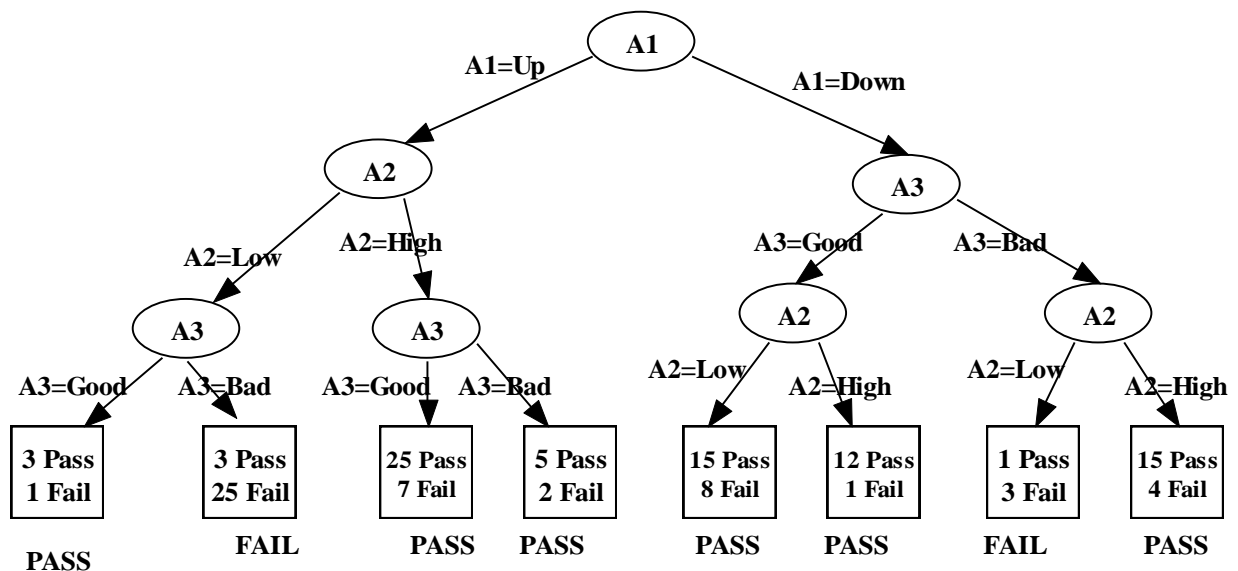 A1
A1=Up
A1=Down
A2
A3
A2=Low
A2=High
A3=Good
A3=Bad
A3
A3
A2
A2
A3=Good
A3=Bad
A3=Good
A3=Bad
A2=Low
A2=High
A2=Low
A2=High
3 Pass
1 Fail
3 Pass
25 Fail
25 Pass
7 Fail
5 Pass
2 Fail
15 Pass
8 Fail
12 Pass
1 Fail
1 Pass
3 Fail
15 Pass
4 Fail
PASS
FAIL
PASS
PASS
PASS
PASS
FAIL
PASS